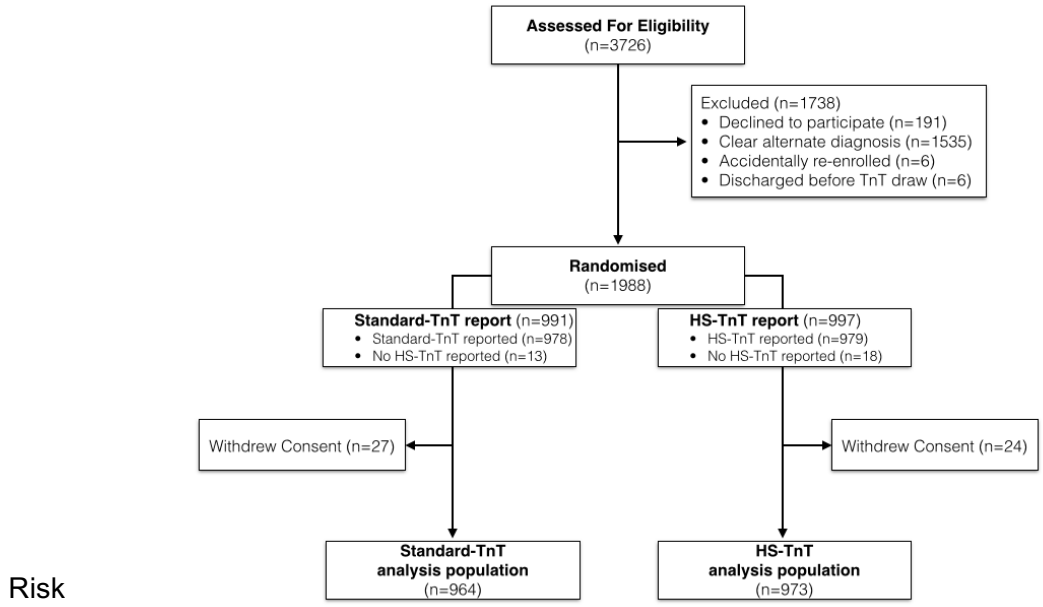 Assessed For Eligibility
(n=3726)
Excluded (n=1738)
• Declined to participate (n=191)
• Clear alternate diagnosis (n=1535)
• Accidentally re-enrolled (n=6)
• Discharged before TnT draw (n=6)
Randomised
(n=1988)
Standard-TnT report (n=991)
• Standard-TnT reported (n=978)
• No HS-TnT reported (n=13)
HS-TnT report (n=997)
• HS-TnT reported (n=979)
• No HS-TnT reported (n=18)
Withdrew Consent (n=27)
Withdrew Consent (n=24)
Standard-TnT
analysis population
(n=964)
HS-TnT
analysis population
(n=973)
Risk